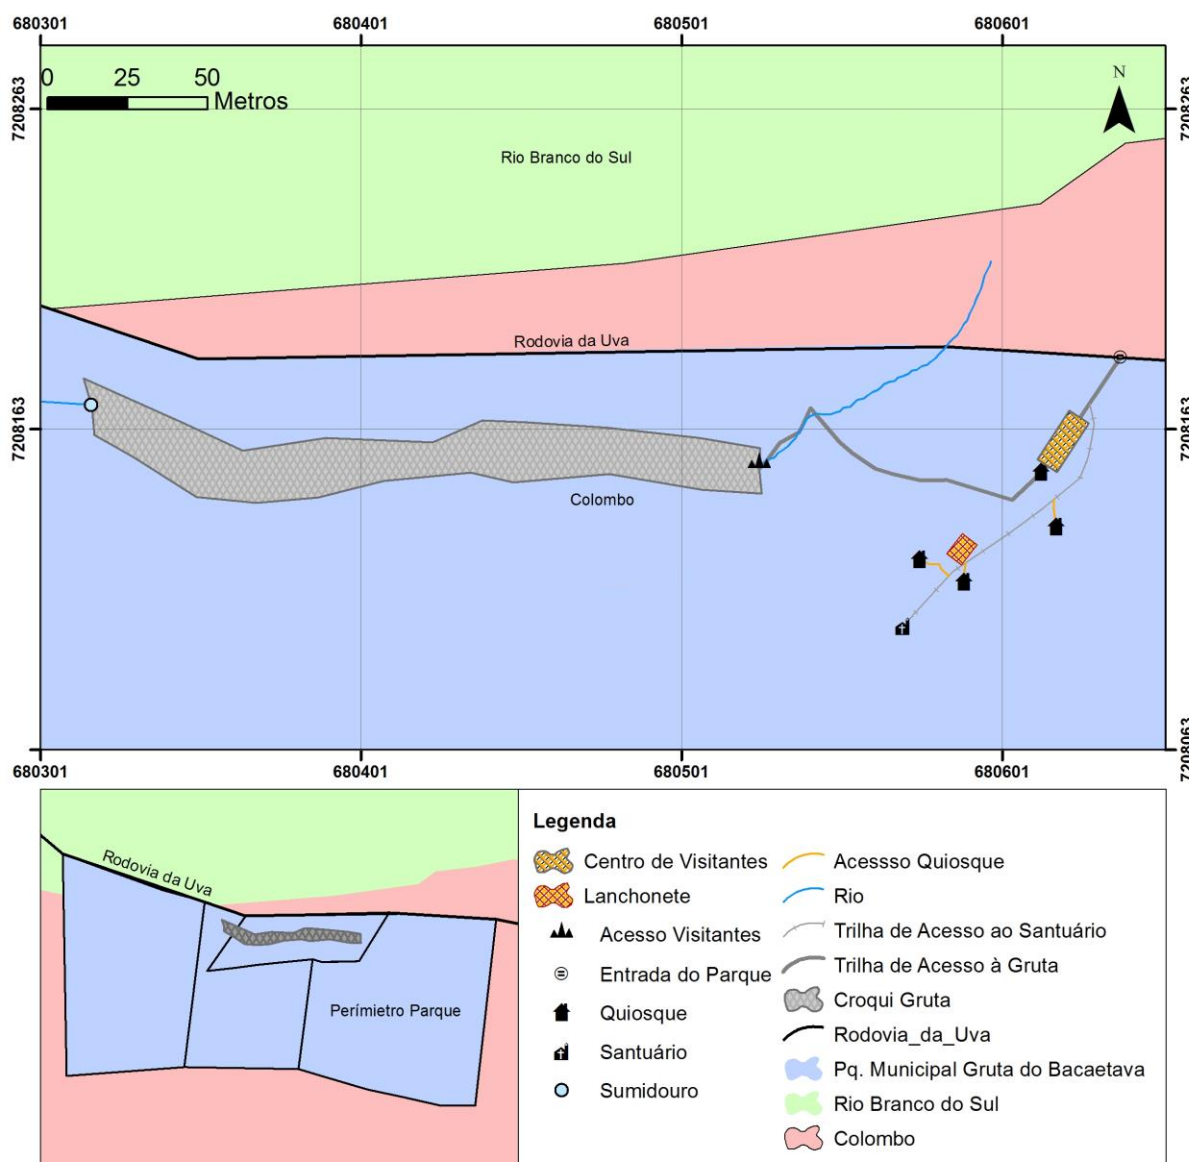 680301
680401
680501
680601
7208263
7208263
N
0
25
50
Metros
Rio Branco do Sul
Rodovia da Uva
7208163
7208163
Colombo
7208063
7208063
680301
680401
680501
680601
Rodovia da Uva
Perímietro Parque
Legenda
Centro de Visitantes
Lanchonete
Acesso Visitantes
Entrada do Parque
Quiosque
Santuário
Sumidouro
Acessso Quiosque
Rio
Trilha de Acesso ao Santuário
Trilha de Acesso à Gruta
Croqui Gruta
Rodovia_da_Uva
Pq. Municipal Gruta do Bacaetava
Rio Branco do Sul
Colombo